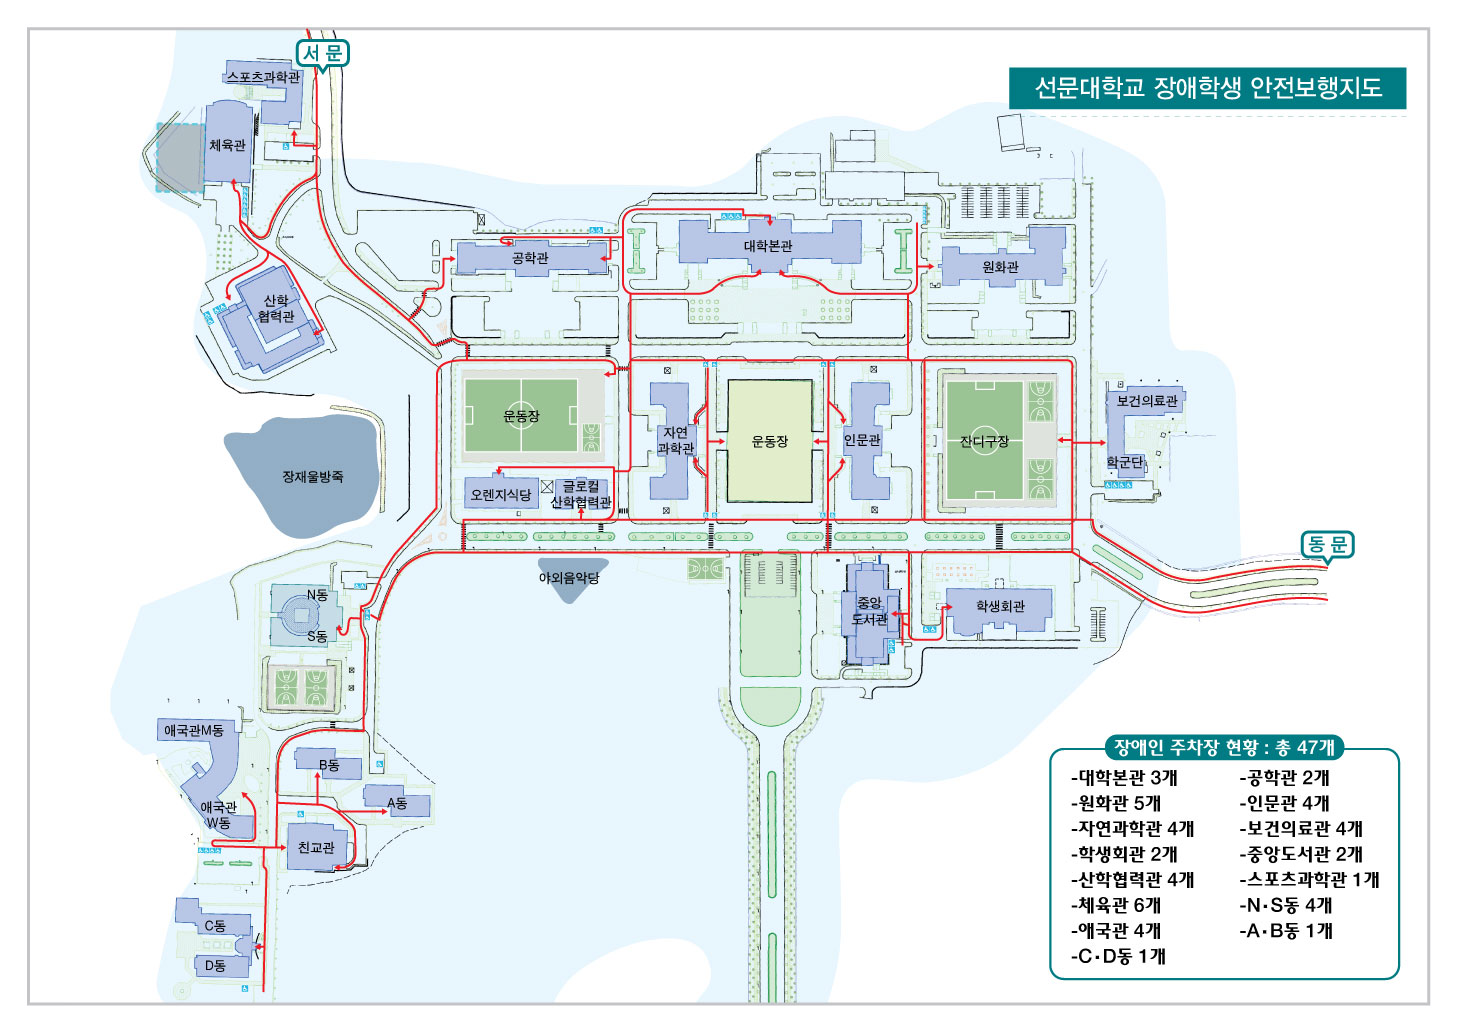 서 문
스포츠과학관
선문대학교 장애학생 안전보행지도
체육관
대학본관
공학관
원화관
산학
협력관
보건의료관
운동장
자연
과학관
운동장
인문관
잔디구장
학군단
장재울방죽
오렌지식당
글로컬
산학협력관
동 문
야외음악당
N동
S동
중앙
도서관
학생회관
애국관M동
B동
A동
애국관
W동
친교관
C동
D동
장애인 주차장 현황 : 총 47개
-대학본관 3개
-공학관 2개
-원화관 5개
-인문관 4개
-자연과학관 4개
-보건의료관 4개
-학생회관 2개
-중앙도서관 2개
-산학협력관 4개
-스포츠과학관 1개
-체육관 6개
-N·S동 4개
-애국관 4개
-A·B동 1개
-C·D동 1개